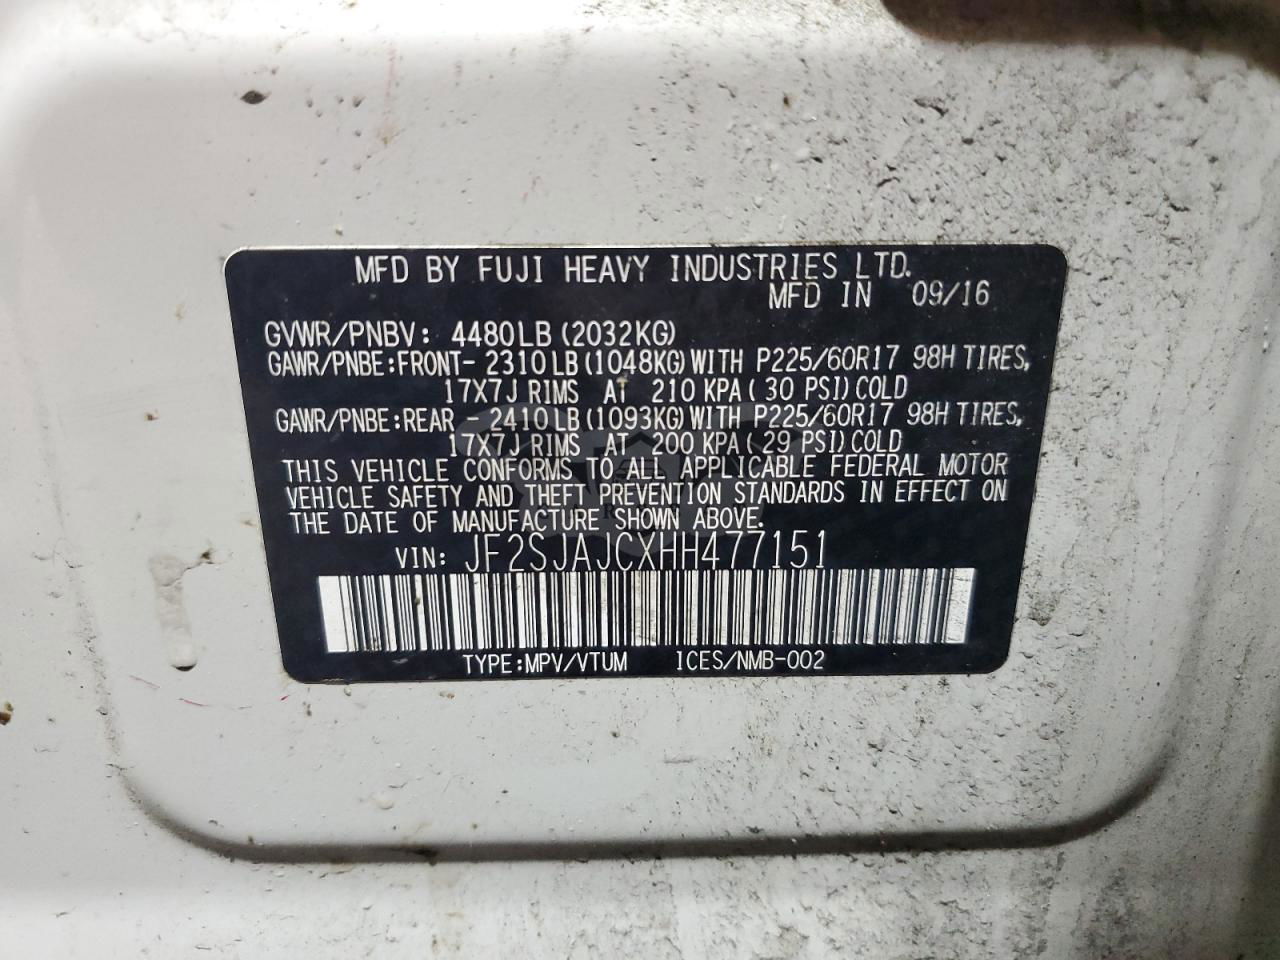 MFD BY FUJI HEAVY INDUSTRIES LTD.
MFD IN 09/16
GVWR/PNBV: 4480LB (2032KG)
GAWR/PNBE:FRONT- 2310LB (1048KG) WITH P225/60R17 98H TIRES,
17X7J RIMS AT 210 KPA (30 PSI) COLD
GAWR/PNBE:REAR - 2410LB (1093KG) WITH P225/60R17 98H TIRES,
17X7J RIMS AT 200 KPA (29 PSI) COLD
THIS VEHICLE CONFORMS TO ALL APPLICABLE FEDERAL MOTOR
VEHICLE SAFETY AND THEFT PREVENTION STANDARDS IN EFFECT ON
THE DATE OF MANUFACTURE SHOWN ABOVE.
VIN: JF2SJAJCXHH477151
TYPE:MPV/VTUM ICES/NMB-002